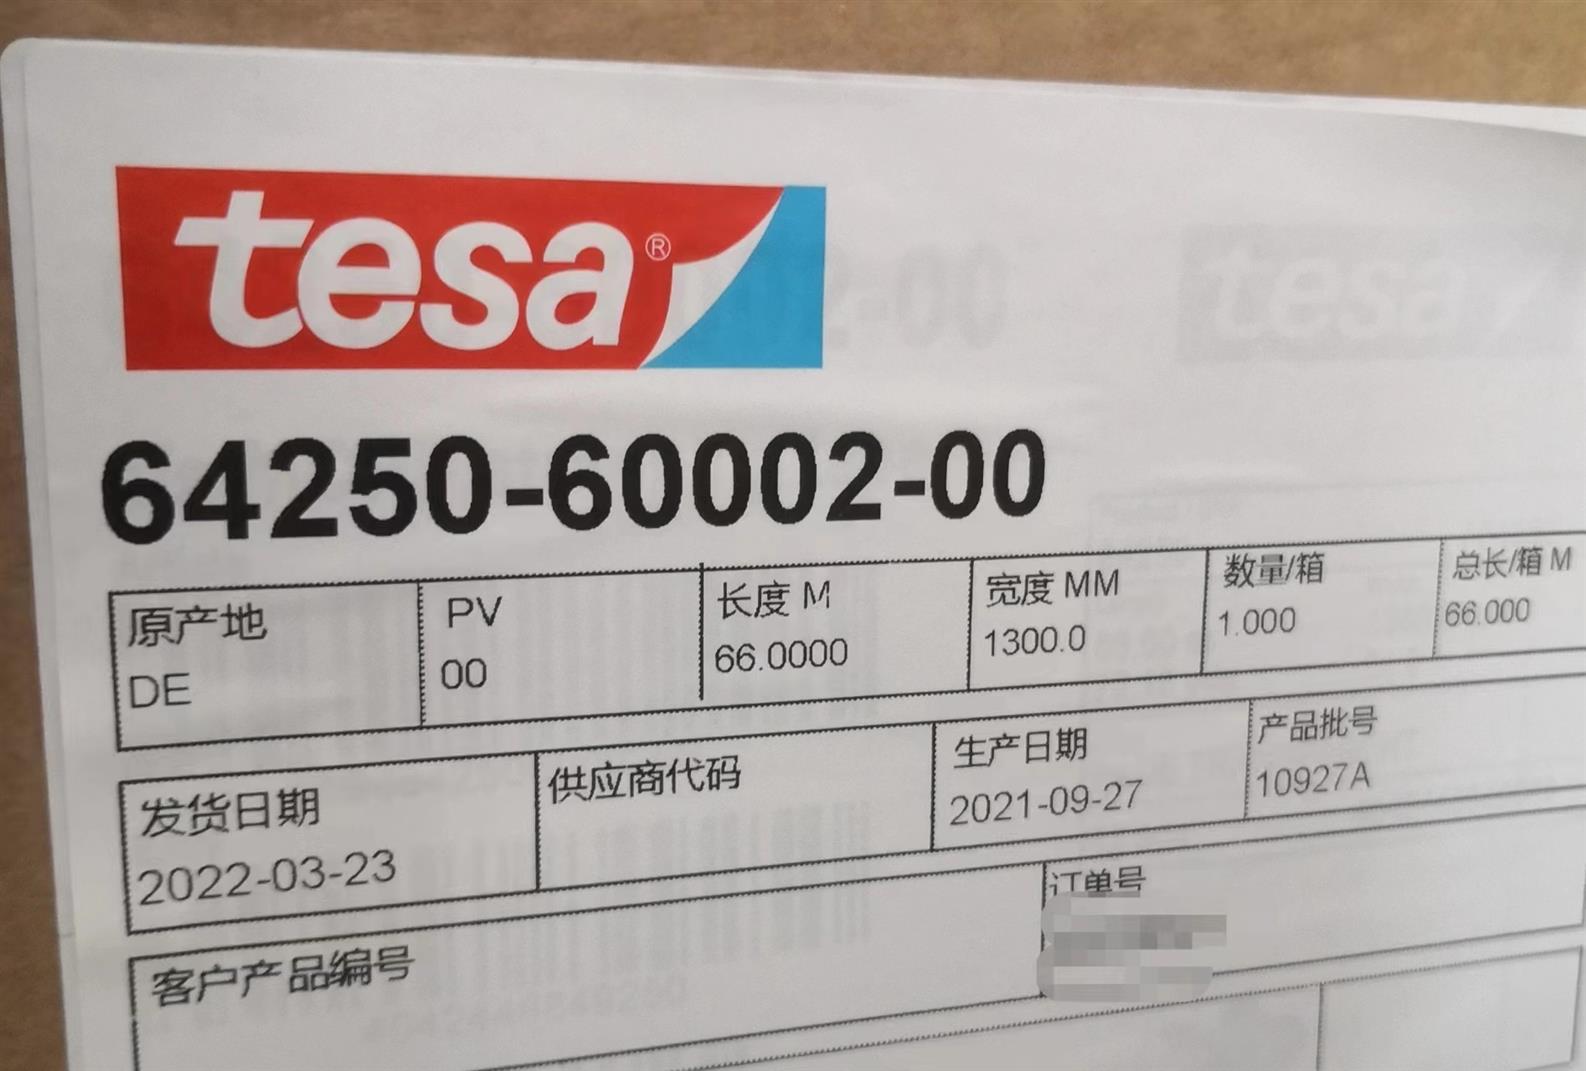 tesa®
64250-60002-00
原产地 PV 长度 M 宽度 MM 数量/箱 总长/箱 M
DE 00 66.0000 1300.0 1.000 66.000
发货日期 供应商代码 生产日期 产品批号
2022-03-23 2021-09-27 10927A
客户产品编号 订单号